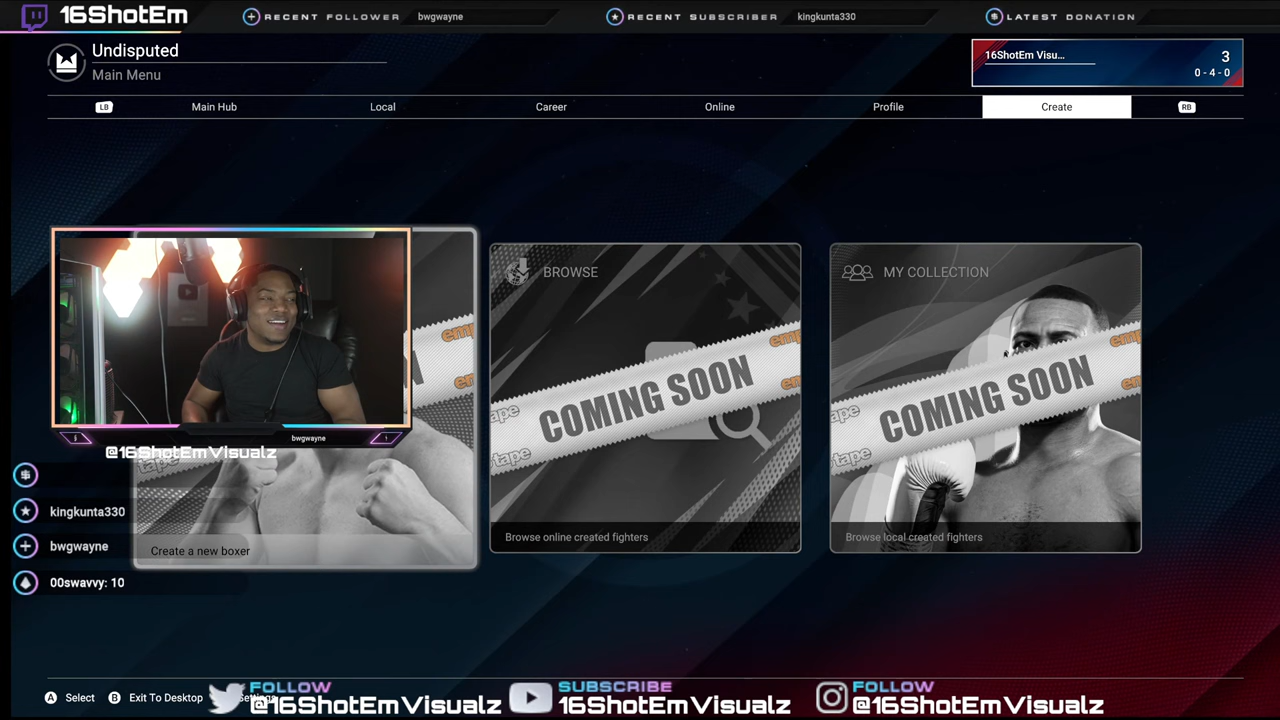 16ShotEm
RECENT FOLLOWER bwgwayne
RECENT SUBSCRIBER kingkunta330
LATEST DONATION
Undisputed
Main Menu
16ShotEm Visu...
3
0 - 4 - 0
LB Main Hub Local Career Online Profile Create RB
BROWSE
MY COLLECTION
COMING SOON
COMING SOON
tape
tape
tape
bwgwayne
@16ShotEmVisualz
kingkunta330
bwgwayne
00swavvy: 10
Create a new boxer
Browse online created fighters
Browse local created fighters
A Select B Exit To Desktop
FOLLOW
@16ShotEmVisualz
SUBSCRIBE
16ShotEmVisualz
FOLLOW
@16ShotEmVisualz